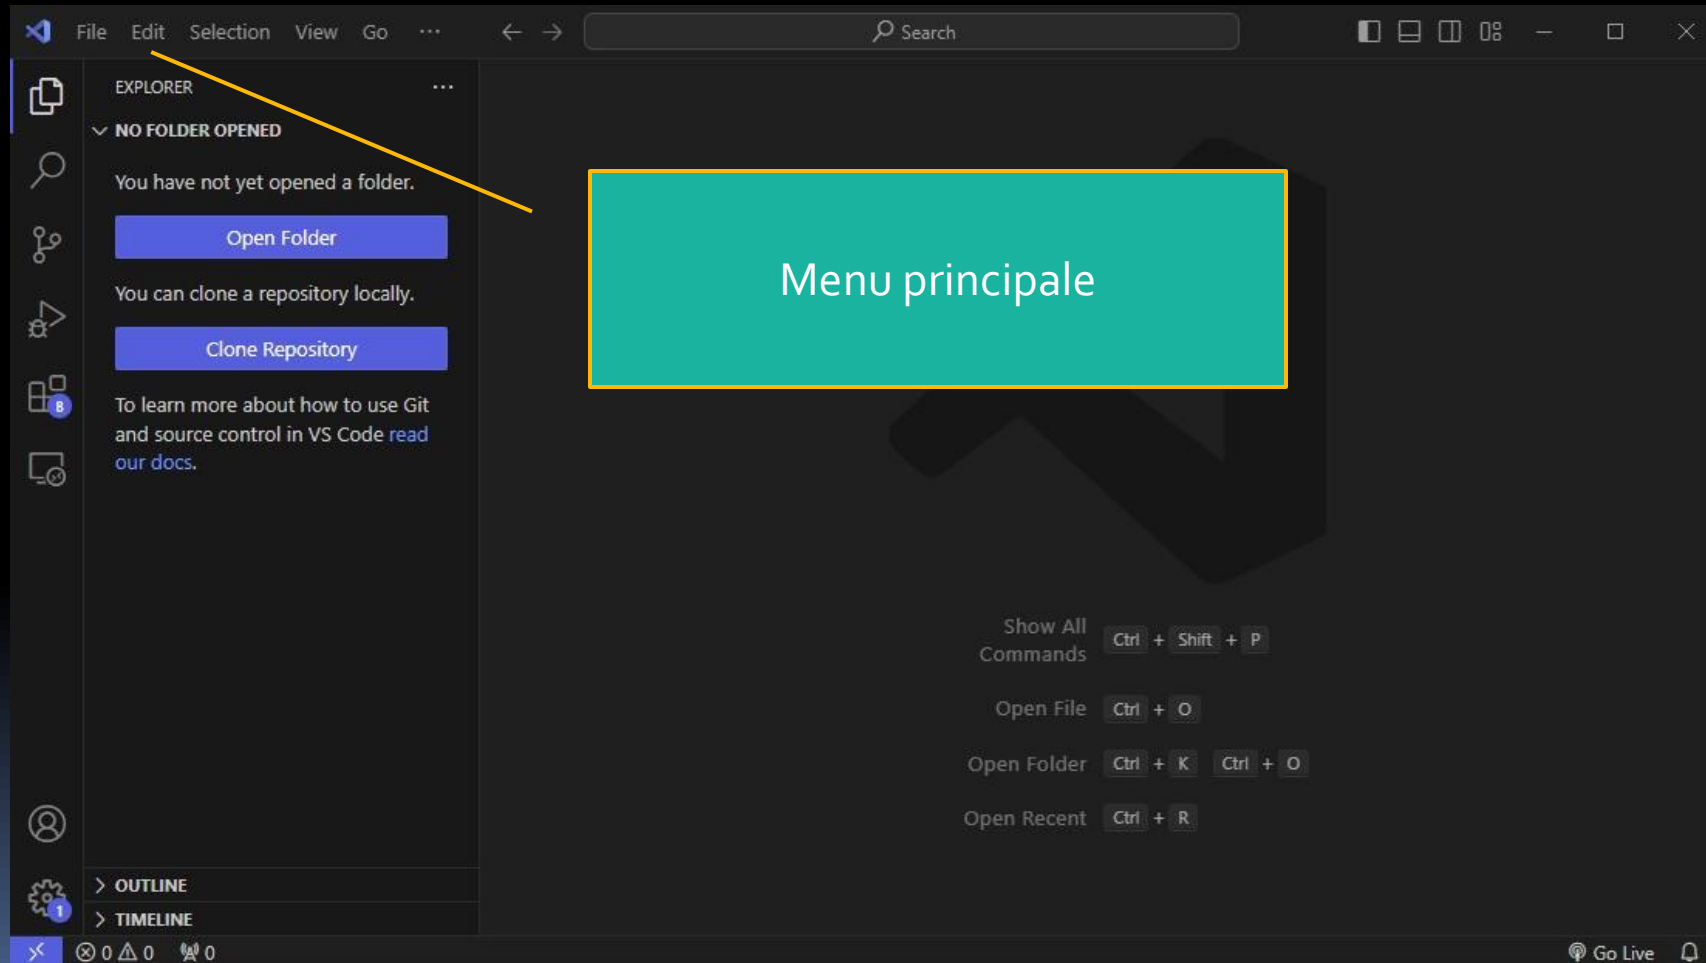 File Edit Selection View Go ···
Search
EXPLORER ···
NO FOLDER OPENED
You have not yet opened a folder.
Open Folder
You can clone a repository locally.
Clone Repository
To learn more about how to use Git
and source control in VS Code read
our docs.
8
Menu principale
Show All
Commands
Ctrl + Shift + P
Open File Ctrl + O
Open Folder Ctrl + K Ctrl + O
Open Recent Ctrl + R
OUTLINE
1
TIMELINE
0 0 0 Go Live